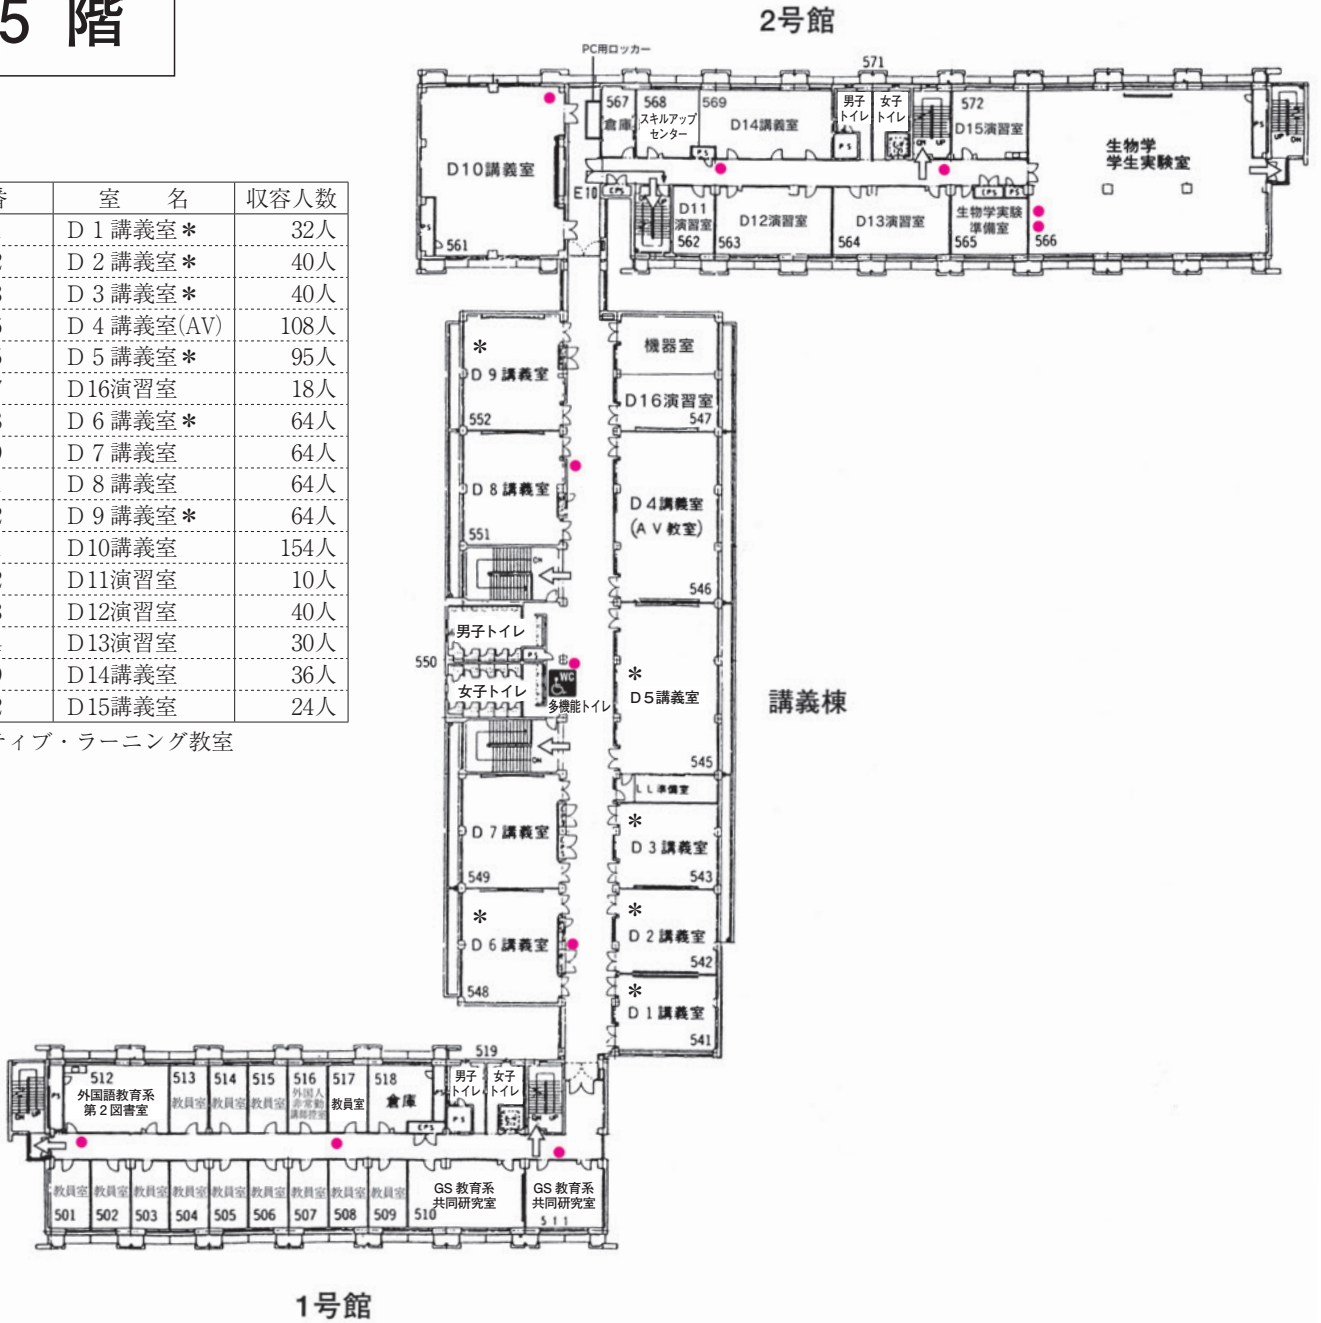 5 階
2号館
PC用ロッカー
571
567
倉庫
568
スキルアップ
センター
569
D14講義室
男子
トイレ
女子
トイレ
572
D15演習室
生物学
学生実験室
D10講義室
561
E10
D11
演習室
562
D12演習室
563
D13演習室
564
生物学実験
準備室
565
566
室 名 収容人数
D 1 講義室＊ 32人
D 2 講義室＊ 40人
D 3 講義室＊ 40人
D 4 講義室(AV) 108人
D 5 講義室＊ 95人
D16演習室 18人
D 6 講義室＊ 64人
D 7 講義室 64人
D 8 講義室 64人
D 9 講義室＊ 64人
D10講義室 154人
D11演習室 10人
D12演習室 40人
D13演習室 30人
D14講義室 36人
D15講義室 24人
ティブ・ラーニング教室
＊
D 9 講義室
552
機器室
D16演習室
547
D 8 講義室
551
D 4講義室
(A V 教室)
546
男子トイレ
550
女子トイレ
WC
多機能トイレ
＊
D5講義室
545
講義棟
L L 準備室
D 7 講義室
549
＊
D 3 講義室
543
＊
D 6 講義室
548
＊
D 2 講義室
542
＊
D 1 講義室
541
519
512
外国語教育系
第2図書室
513
教員室
514
教員室
515
教員室
516
外国人
非常勤
講師控室
517
教員室
518
倉庫
男子
トイレ
女子
トイレ
教員室
501
教員室
502
教員室
503
教員室
504
教員室
505
教員室
506
教員室
507
教員室
508
教員室
509
GS 教育系
共同研究室
510
GS 教育系
共同研究室
511
1号館